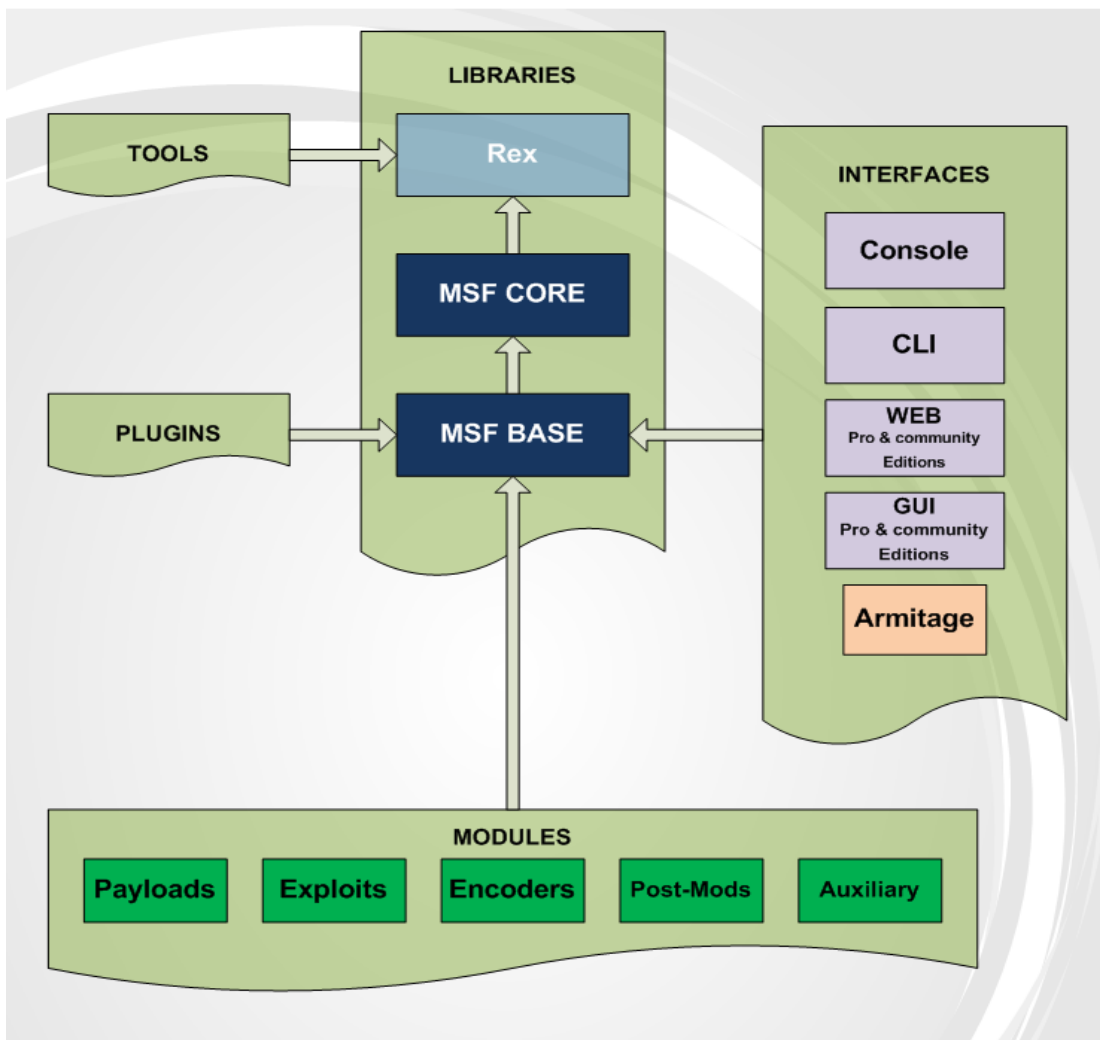 LIBRARIES
TOOLS
Rex
MSF CORE
PLUGINS
MSF BASE
INTERFACES
Console
CLI
WEB
Pro & community
Editions
GUI
Pro & community
Editions
Armitage
MODULES
Payloads
Exploits
Encoders
Post-Mods
Auxiliary